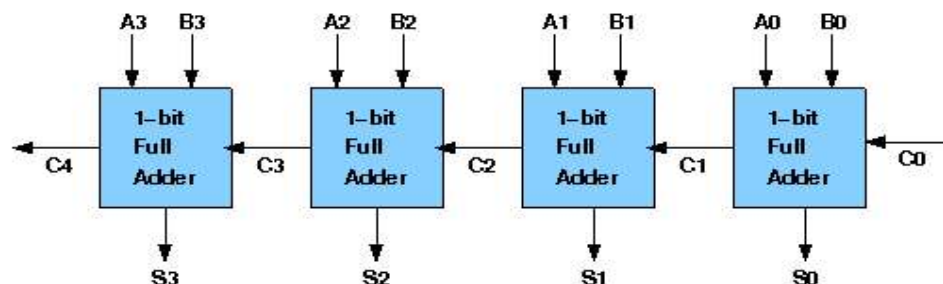 A3 B3 A2 B2 A1 B1 A0 B0
1-bit Full Adder
1-bit Full Adder
1-bit Full Adder
1-bit Full Adder
C4 C3 C2 C1 C0
S3 S2 S1 S0